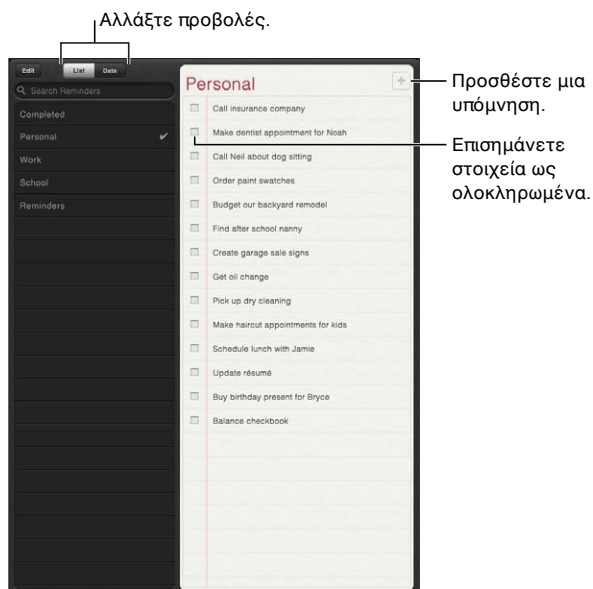 Αλλάξτε προβολές.
Edit List Date
Search Reminders
Completed
Personal
Work
School
Reminders
Personal
Call insurance company
Make dentist appointment for Noah
Call Neil about dog sitting
Order paint swatches
Budget our backyard remodel
Find after school nanny
Create garage sale signs
Get oil change
Pick up dry cleaning
Make haircut appointments for kids
Schedule lunch with Jamie
Update résumé
Buy birthday present for Bryce
Balance checkbook
Προσθέστε μια
υπόμνηση.
Επισημάνετε
στοιχεία ως
ολοκληρωμένα.